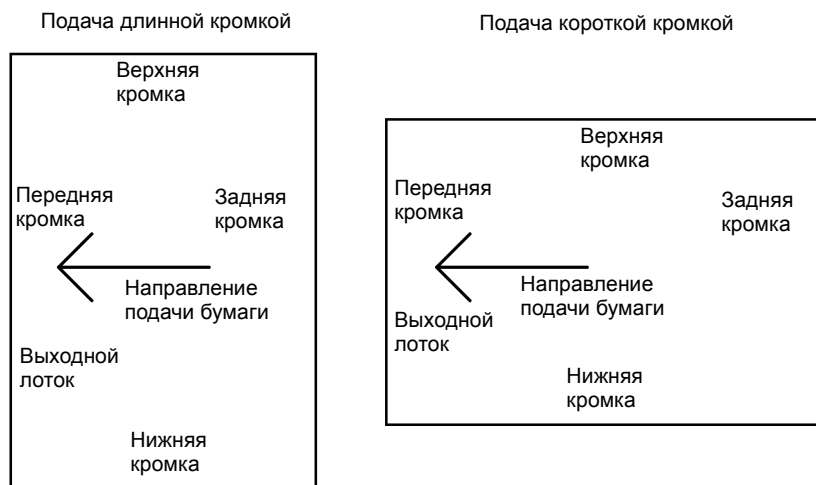 Подача длинной кромкой
Верхняя
кромка
Передняя
кромка
Задняя
кромка
Направление
подачи бумаги
Выходной
лоток
Нижняя
кромка
Подача короткой кромкой
Верхняя
кромка
Передняя
кромка
Задняя
кромка
Направление
подачи бумаги
Выходной
лоток
Нижняя
кромка